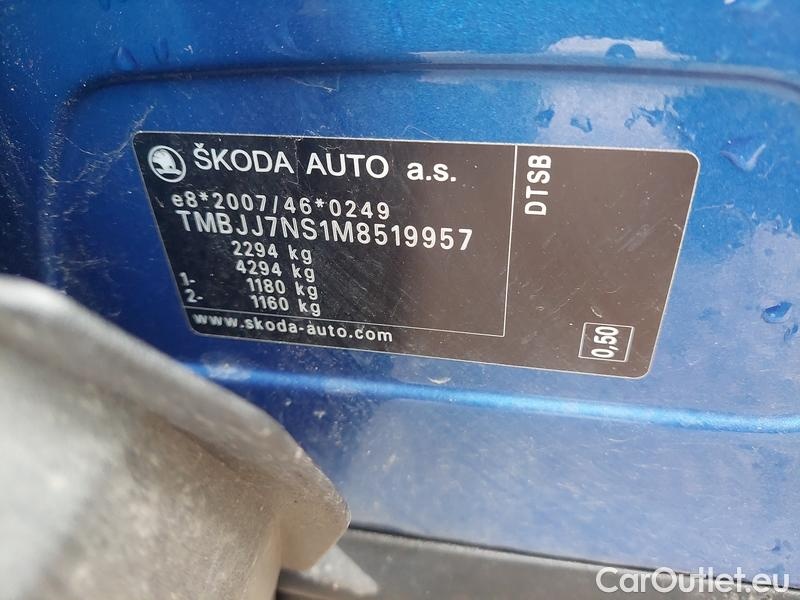 ŠKODA AUTO a.s.
e8*2007/46*0249
TMBJJ7NS1M8519957
2294 kg
4294 kg
1- 1180 kg
2- 1160 kg
www.skoda-auto.com
DTSB
0,50
CarOutlet.eu